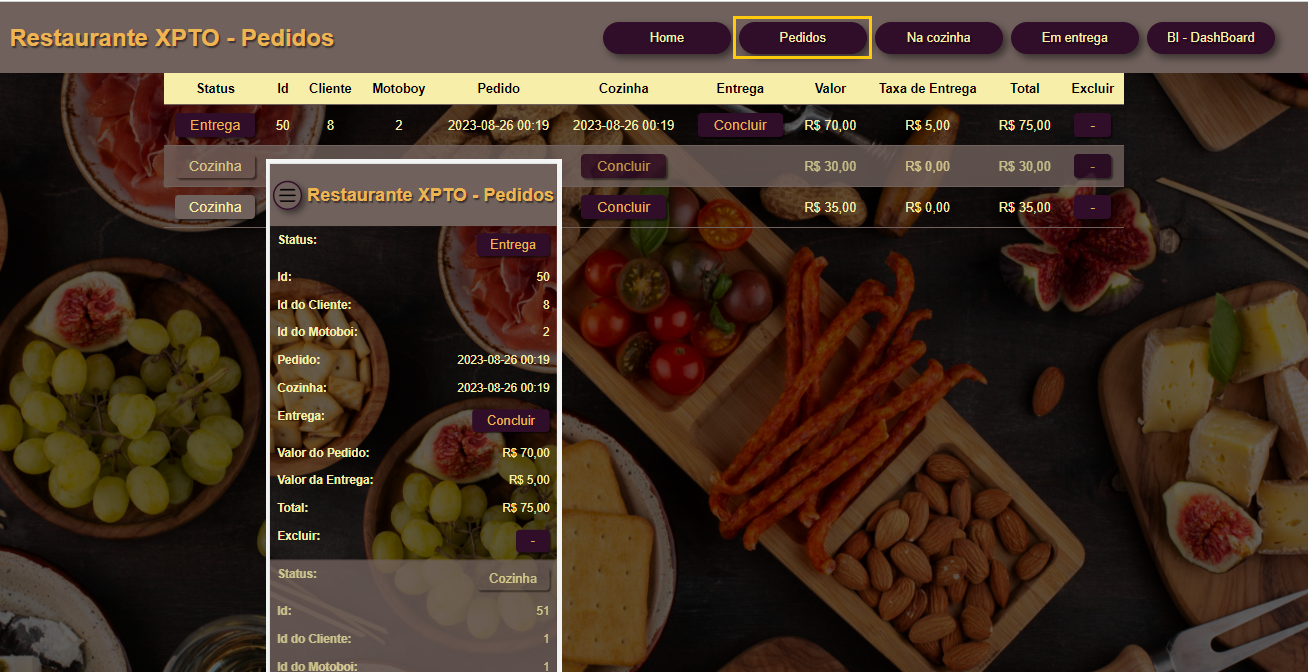 Restaurante XPTO - Pedidos
Home Pedidos Na cozinha Em entrega BI - DashBoard
Status Id Cliente Motoboy Pedido Cozinha Entrega Valor Taxa de Entrega Total Excluir
Entrega 50 8 2 2023-08-26 00:19 2023-08-26 00:19 Concluir R$ 70,00 R$ 5,00 R$ 75,00 -
Cozinha Concluir R$ 30,00 R$ 0,00 R$ 30,00 -
Cozinha Concluir R$ 35,00 R$ 0,00 R$ 35,00 -
Restaurante XPTO - Pedidos
Status: Entrega
Id: 50
Id do Cliente: 8
Id do Motoboi: 2
Pedido: 2023-08-26 00:19
Cozinha: 2023-08-26 00:19
Entrega: Concluir
Valor do Pedido: R$ 70,00
Valor da Entrega: R$ 5,00
Total: R$ 75,00
Excluir: -
Status: Cozinha
Id: 51
Id do Cliente: 1
Id do Motoboi: 1